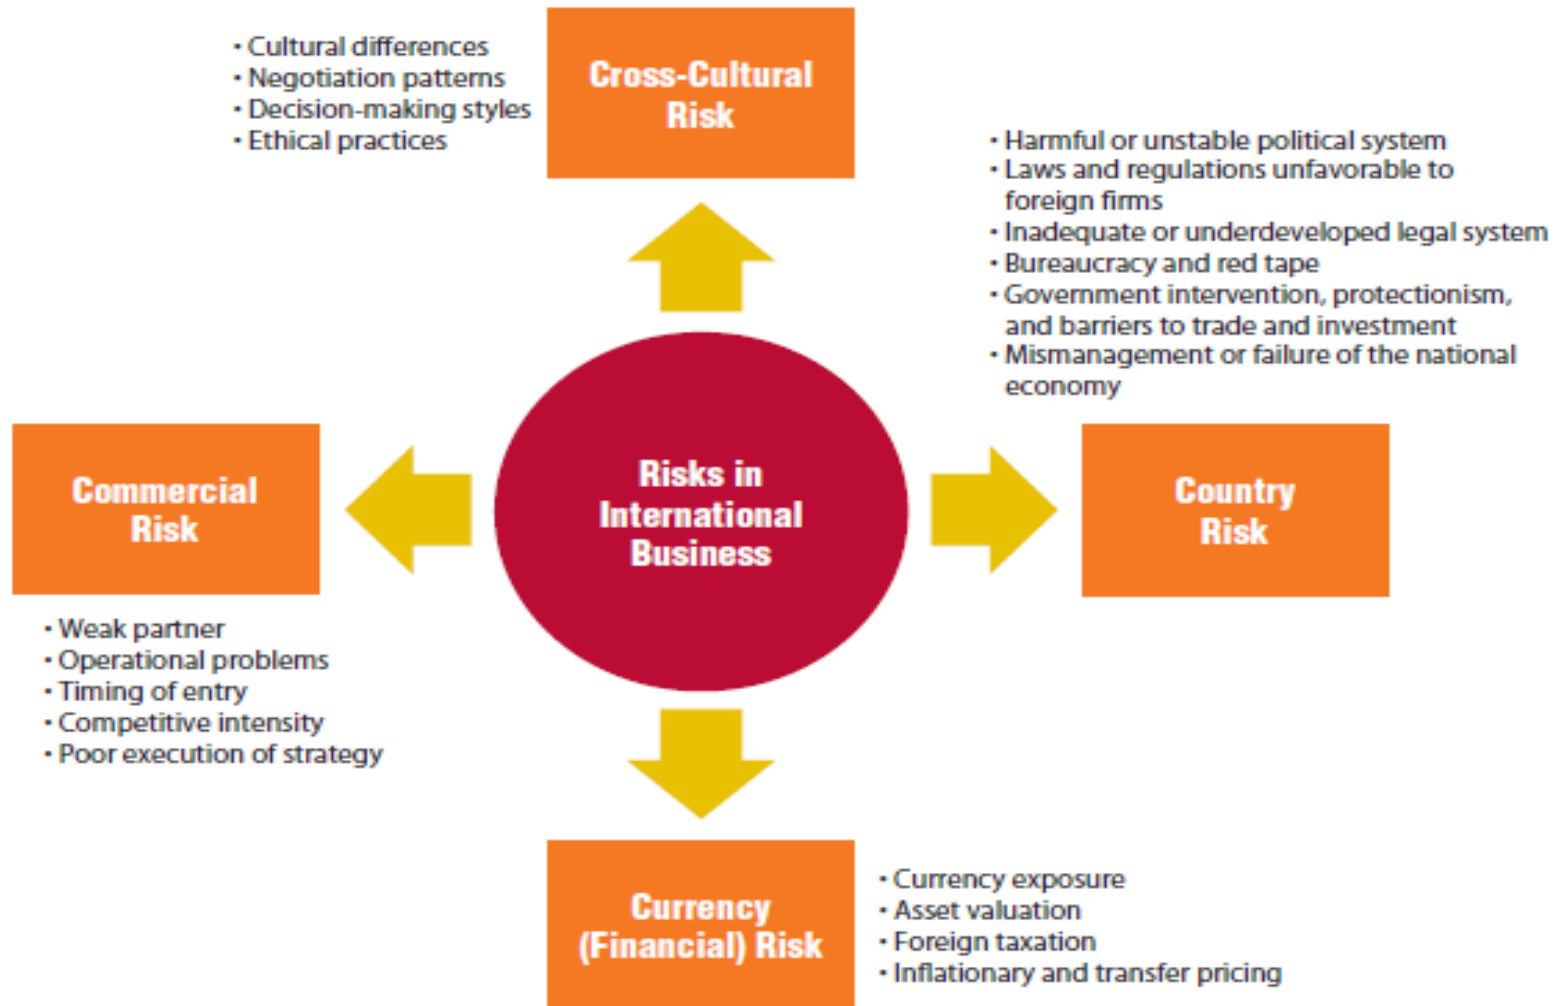 • Cultural differences
• Negotiation patterns
• Decision-making styles
• Ethical practices
Cross-Cultural
Risk
• Harmful or unstable political system
• Laws and regulations unfavorable to
foreign firms
• Inadequate or underdeveloped legal system
• Bureaucracy and red tape
• Government intervention, protectionism,
and barriers to trade and investment
• Mismanagement or failure of the national
economy
Commercial
Risk
Risks in
International
Business
Country
Risk
• Weak partner
• Operational problems
• Timing of entry
• Competitive intensity
• Poor execution of strategy
Currency
(Financial) Risk
• Currency exposure
• Asset valuation
• Foreign taxation
• Inflationary and transfer pricing